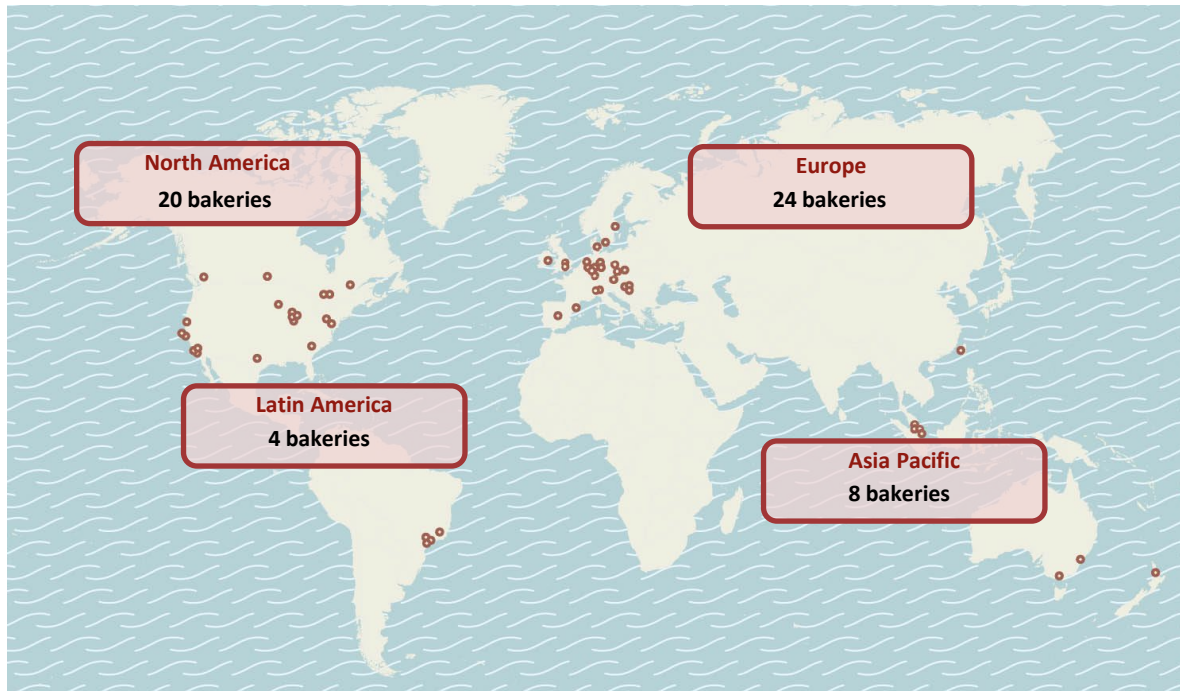 North America
20 bakeries
Europe
24 bakeries
Latin America
4 bakeries
Asia Pacific
8 bakeries